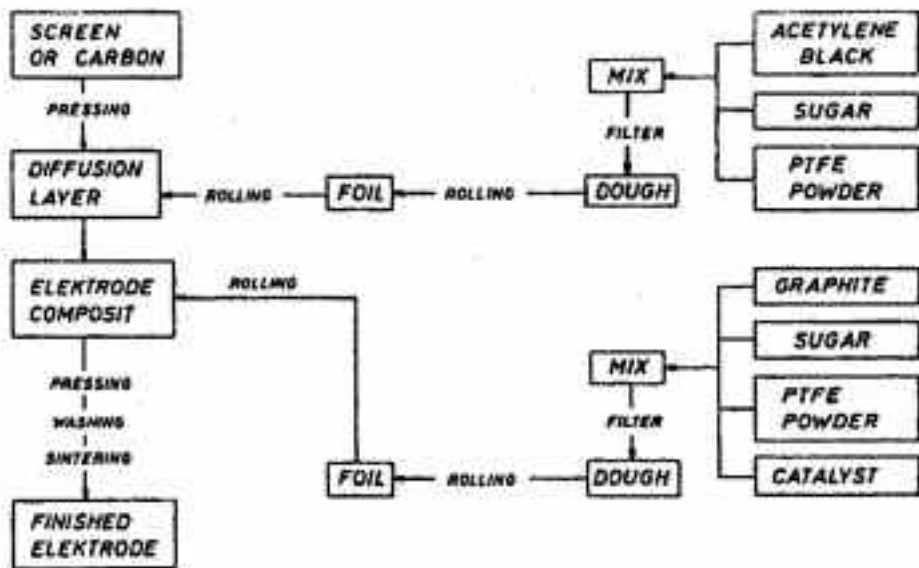 SCREEN
OR CARBON
PRESSING
DIFFUSION
LAYER
ROLLING
FOIL
ROLLING
DOUGH
FILTER
MIX
ACETYLENE
BLACK
SUGAR
PTFE
POWDER
ELEKTRODE
COMPOSIT
ROLLING
PRESSING
WASHING
SINTERING
FINISHED
ELEKTRODE
FOIL
ROLLING
DOUGH
FILTER
MIX
GRAPHITE
SUGAR
PTFE
POWDER
CATALYST